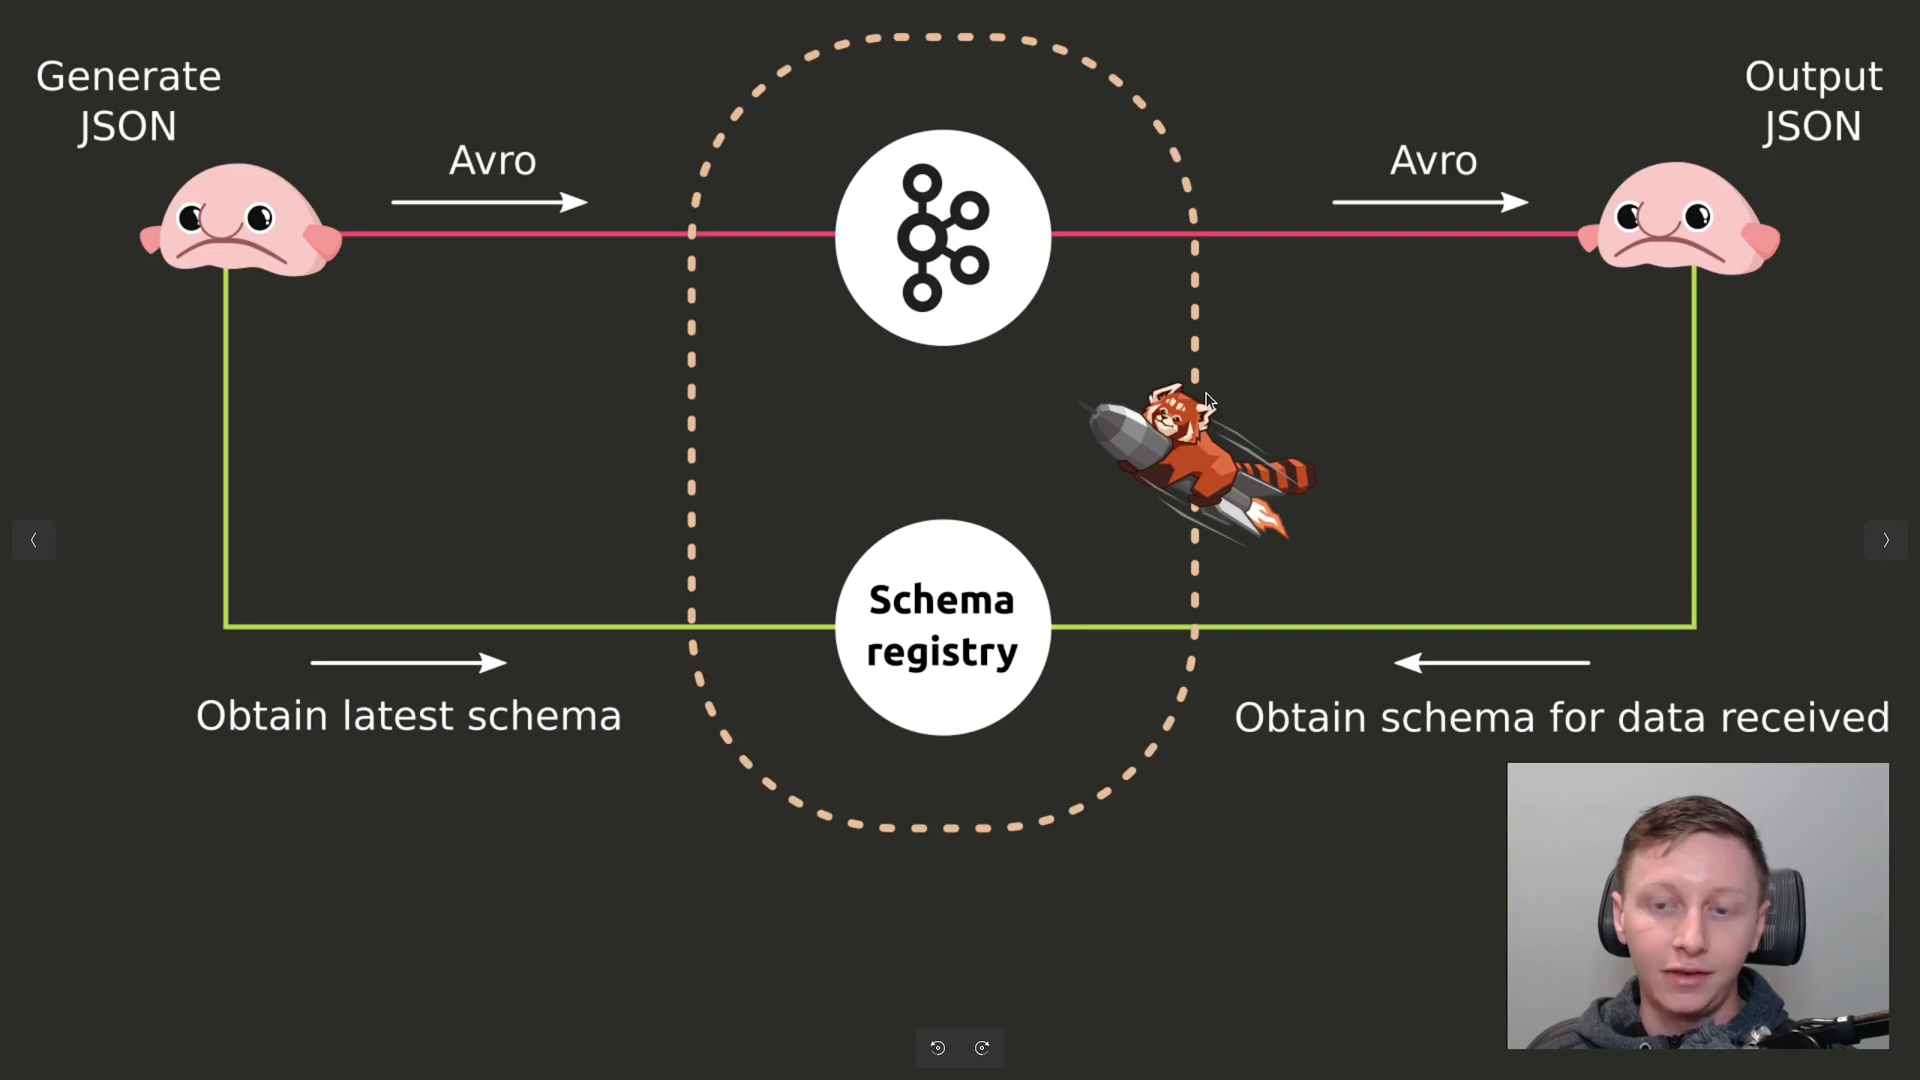 Generate
JSON
Output
JSON
Avro
Avro
Schema
registry
Obtain latest schema
Obtain schema for data received